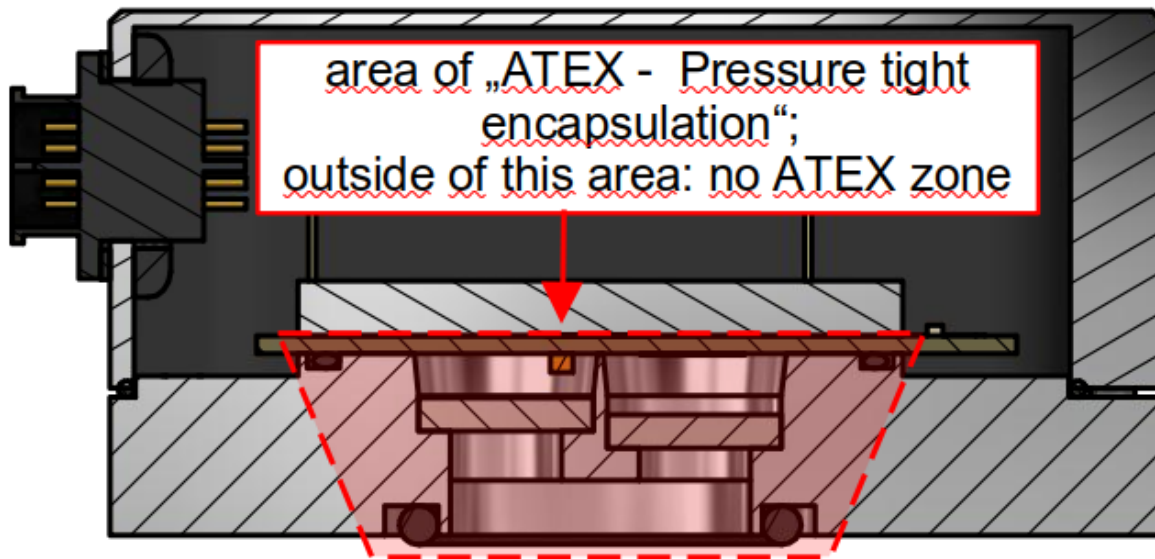 area of „ATEX -  Pressure tight
encapsulation“;
outside of this area: no ATEX zone